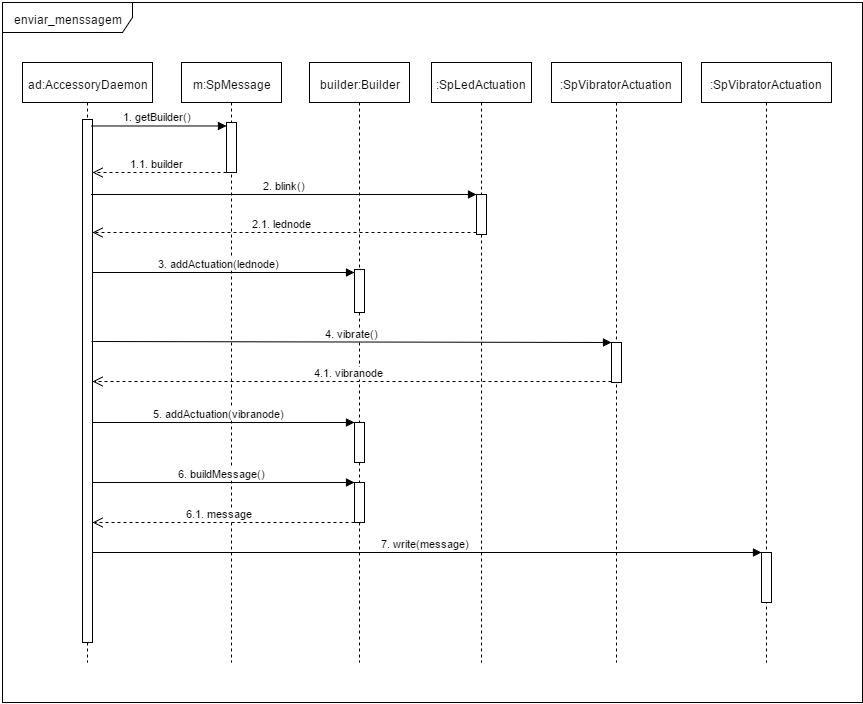 enviar_menssagem
ad:AccessoryDaemon
m:SpMessage
builder:Builder
:SpLedActuation
:SpVibratorActuation
:SpVibratorActuation
1. getBuilder()
1.1. builder
2. blink()
2.1. lednode
3. addActuation(lednode)
4. vibrate()
4.1. vibranode
5. addActuation(vibranode)
6. buildMessage()
6.1. message
7. write(message)